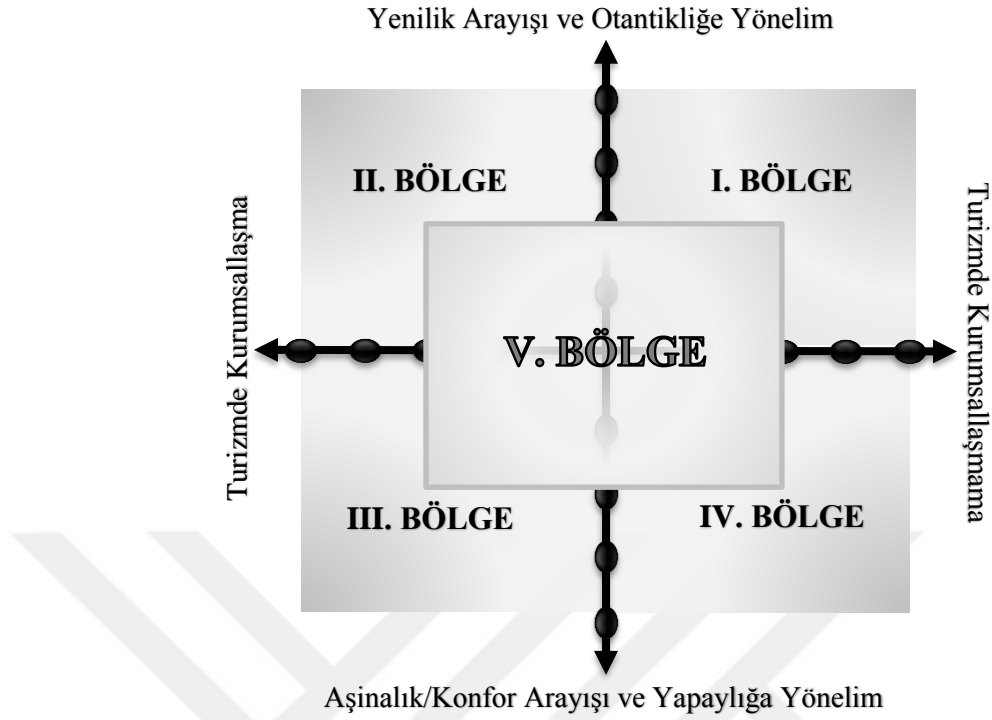 Yenilik Arayışı ve Otantikliğe Yönelim
II. BÖLGE
I. BÖLGE
Turizmde Kurumsallaşma
V. BÖLGE
Turizmde Kurumsallaşmama
III. BÖLGE
IV. BÖLGE
Aşinalık/Konfor Arayışı ve Yapaylığa Yönelim